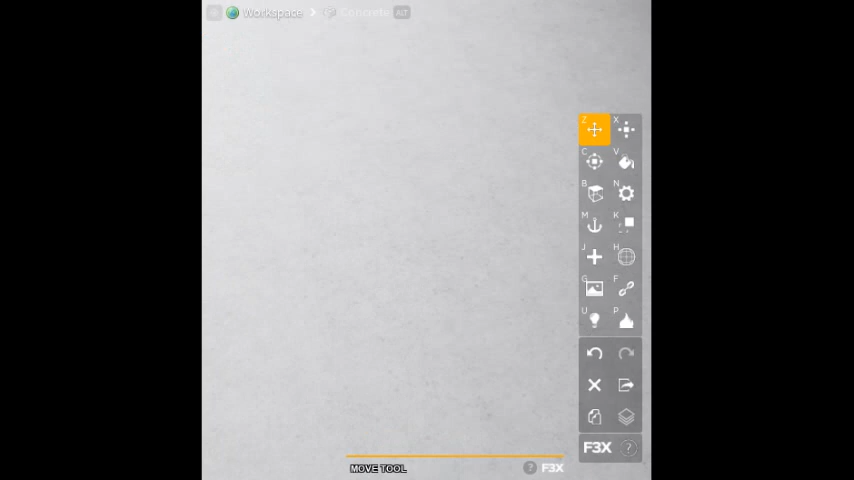 Workspace > Concrete ALT
Z X
C V
B N
M K
J H
G F
U P
F3X ?
MOVE TOOL ? F3X